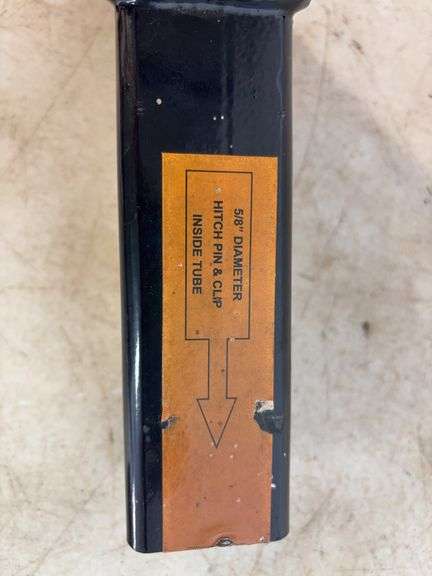 5/8" DIAMETER
HITCH PIN & CLIP
INSIDE TUBE